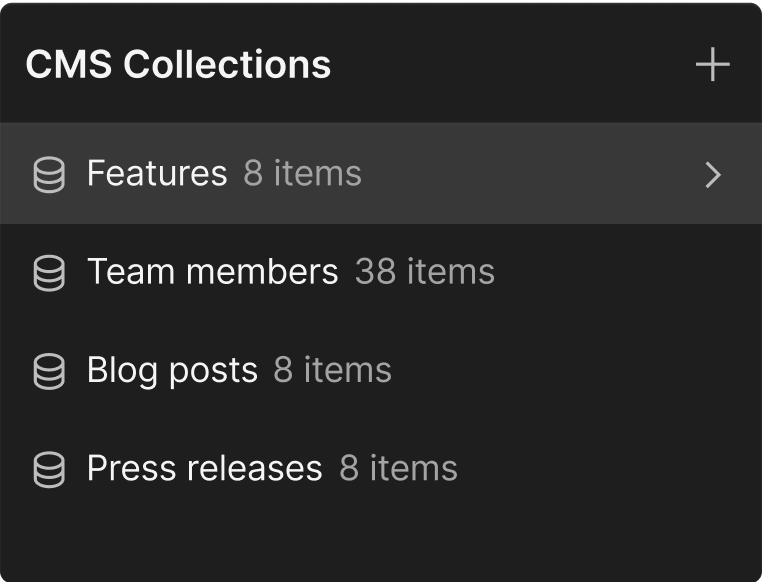 CMS Collections
Features 8 items
Team members 38 items
Blog posts 8 items
Press releases 8 items